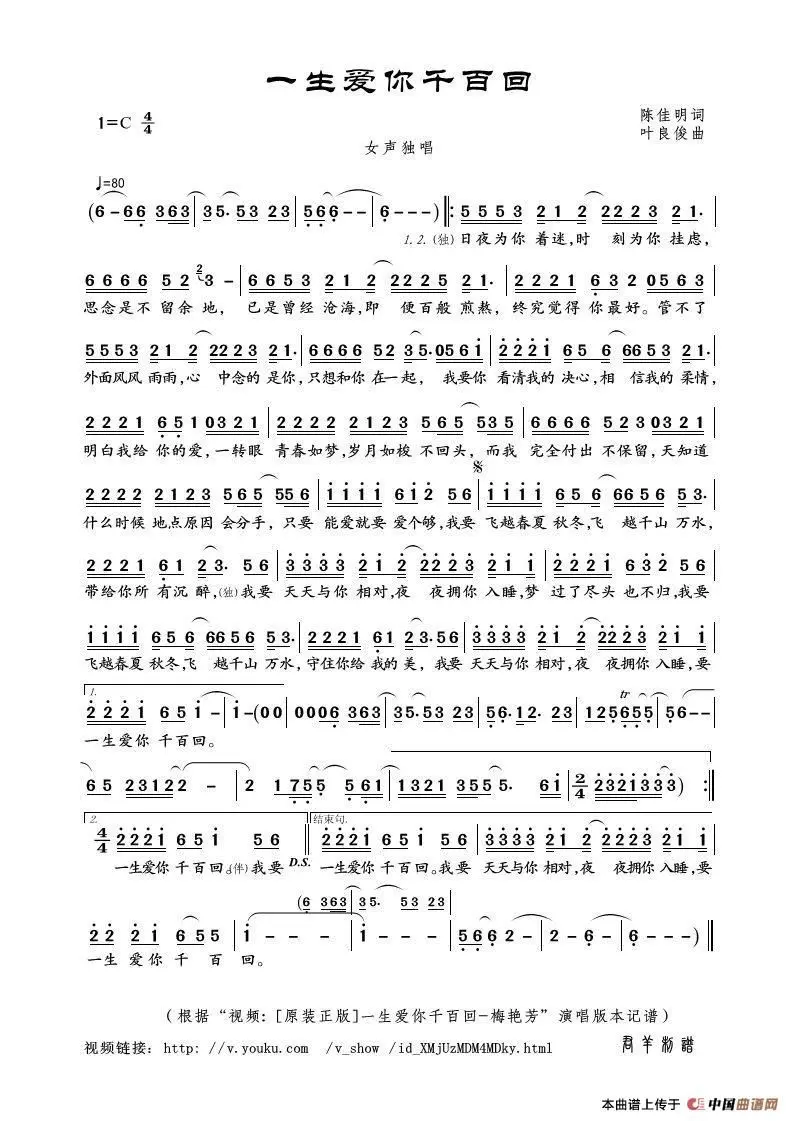 一生爱你千百回
1=C 4/4
陈佳明词
叶良俊曲
女声独唱
♩=80
(6-66 363 | 35. 53 23 | 566-- | 6---) ‖: 5553 21 2 2223 21. |
1. 2. (独) 日夜为你 着迷,时 刻为你 挂虑,
6666 52 3 - | 6653 21 2 2225 21. | 2221 632 0563 |
思念是不 留余 地, 已是曾经 沧海,即 便百般 煎熬, 终究觉得 你最好。管不了
5553 21 2 2223 21. | 6666 52 35. 0561 | 2221 65 6 6653 21. |
外面风风 雨雨,心 中念的 是你,只想和你 在一起, 我要你 看清我的 决心,相 信我的 柔情,
2221 651 0321 | 2222 2123 565 535 | 6666 523 0321 |
明白我给 你的爱,一转眼 青春如梦,岁月如梭 不回头, 而我 完全付出 不保留,天知道
2222 2123 565 556 | 1111 612 56 | 1111 65 6 6656 53. |
什么时候 地点原因 会分手, 只要 能爱就要 爱个够,我要 飞越春夏 秋冬,飞 越千山 万水,
2221 61 23. 56 | 3333 21 2 2223 21 1 | 2221 632 56 |
带给你所 有沉 醉,(独)我要 天天与你 相对,夜 夜拥你 入睡,梦 过了尽头 也不归,我要
1111 65 6 6656 53. | 2221 61 23. 56 | 3333 21 2 2223 21 1 |
飞越春夏 秋冬,飞 越千山 万水,守住你给 我的 美, 我要 天天与你 相对,夜 夜拥你 入睡,要
1.
2221 651 - | 1-(00 | 0006 363 | 35. 53 23 | 56. 12. 3 | 125655 tr | 56-- |
一生爱你 千百回。
65 23122 - | 2 1755 561 | 1321 355 5. 61 | 2/4 2321333) :‖
2.
结束句.
4/4 2221 651 56 ‖ 2221 651 56 | 3333 21 2 2223 21 1 |
一生爱你 千百回。(伴)我要 D.S. 一生爱你 千百回。我要 天天与你 相对,夜 夜拥你 入睡,要
(6 363 | 35. 53 23 |
22 21 655 | 1 - - - | 1 - - - | 566 2 - | 2 - 6 - | 6 - - -) ‖
一生 爱你 千 百 回。
（根据“视频:[原装正版]一生爱你千百回-梅艳芳”演唱版本记谱）
视频链接: http: //v.youku.com /v_show /id_XMjUzMDM4MDky.html
君羊制谱
本曲谱上传于 中国曲谱网